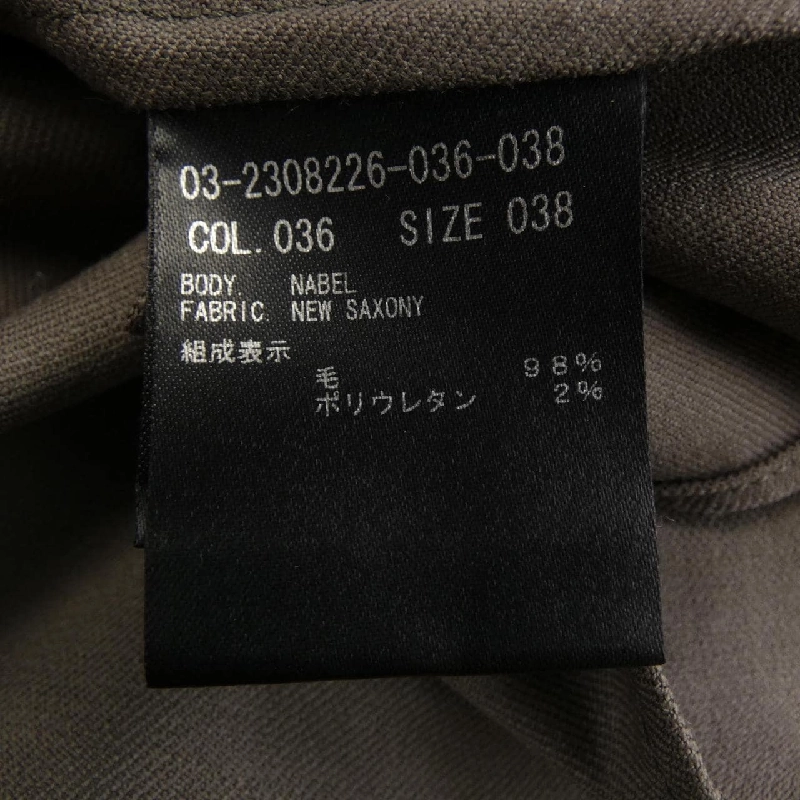 03-2308226-036-038
COL. 036 SIZE 038
BODY. NABEL
FABRIC. NEW SAXONY
組成表示
毛 98%
ポリウレタン 2%